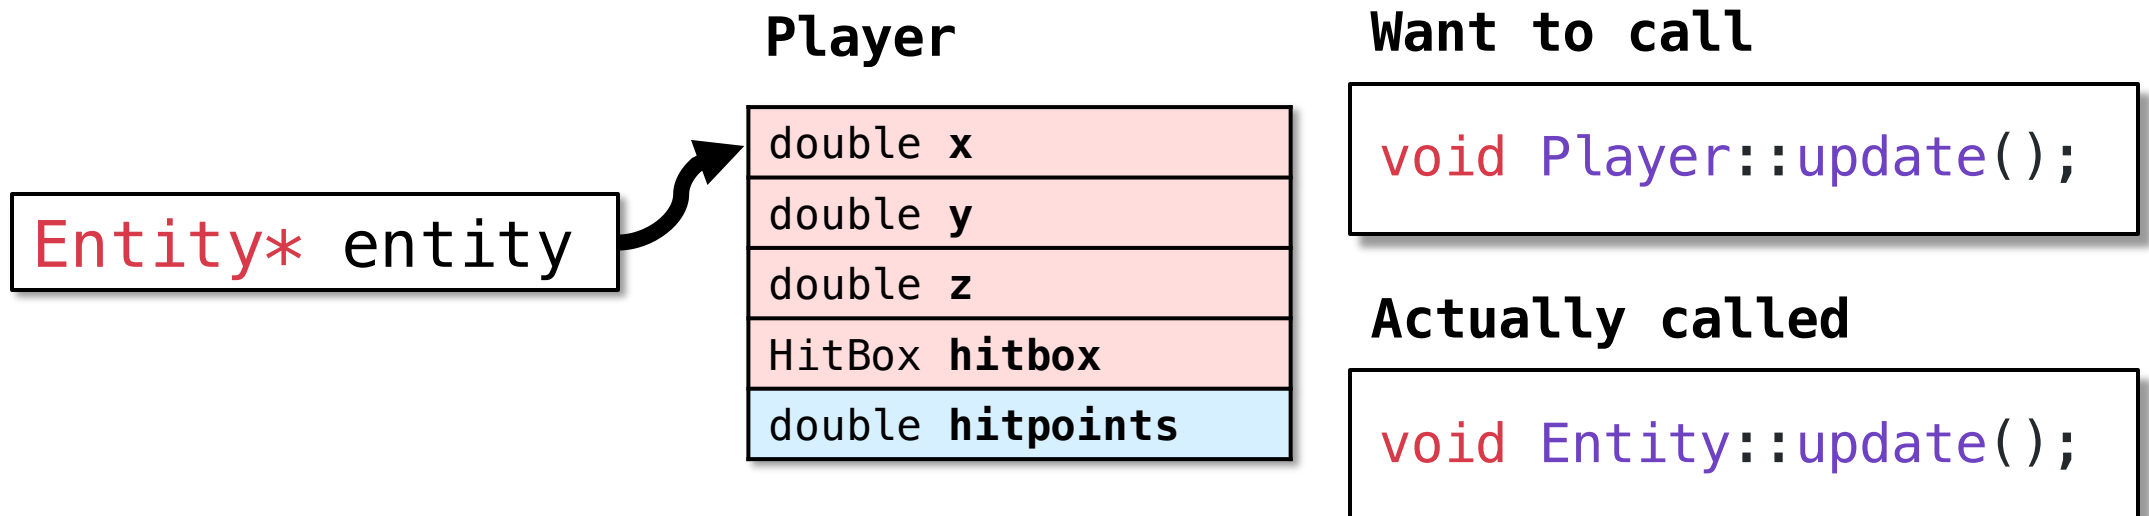 Entity* entity
Player
double x
double y
double z
HitBox hitbox
double hitpoints
Want to call
void Player::update();
Actually called
void Entity::update();